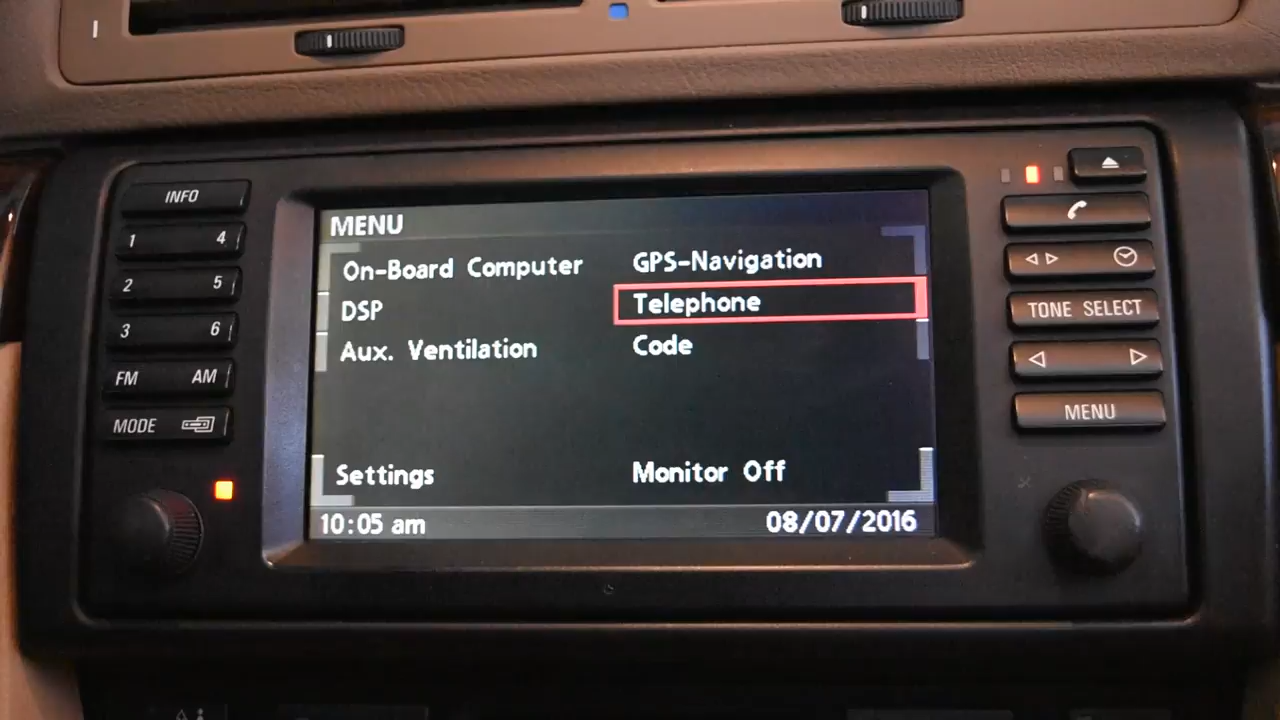 INFO
1 4
2 5
3 6
FM AM
MODE
MENU
On-Board Computer
DSP
Aux. Ventilation
GPS-Navigation
Telephone
Code
Settings
Monitor Off
10:05 am
08/07/2016
TONE SELECT
MENU